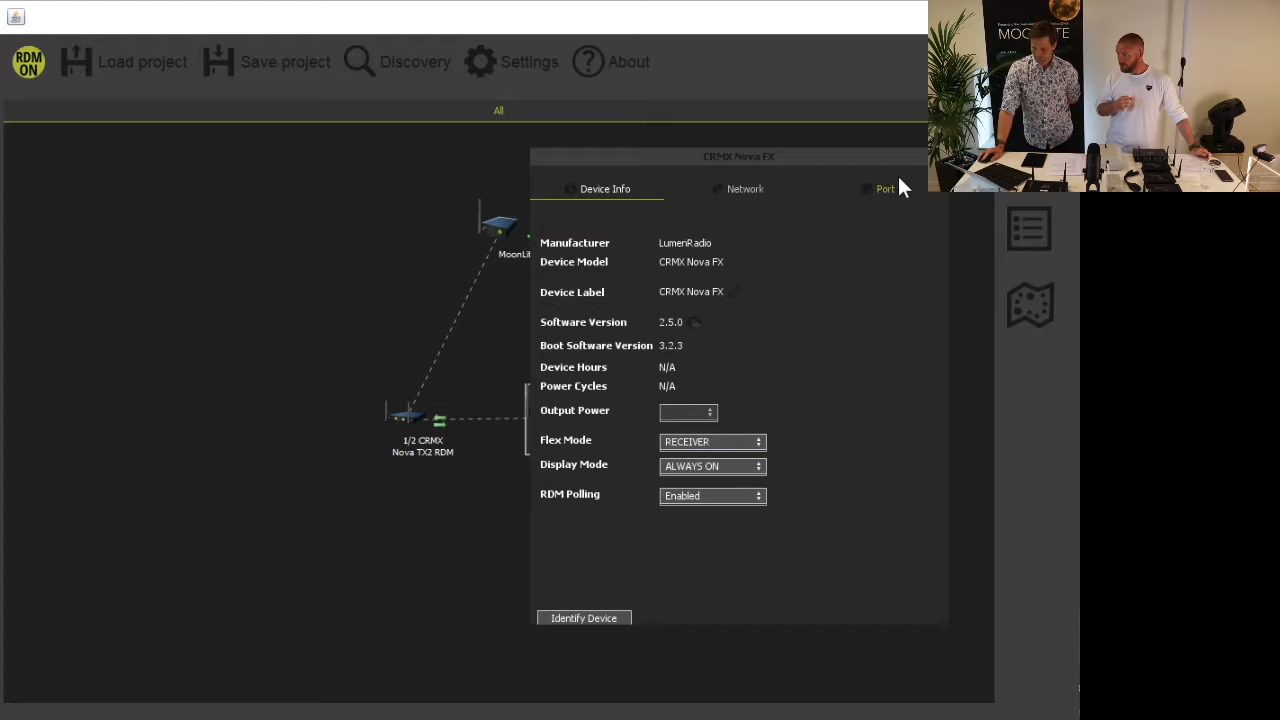 RDM ON
Load project
Save project
Discovery
Settings
About
All
CRMX Nova FX
Device Info
Network
Port
Manufacturer LumenRadio
Device Model CRMX Nova FX
Device Label CRMX Nova FX
Software Version 2.5.0
Boot Software Version 3.2.3
Device Hours N/A
Power Cycles N/A
Output Power
Flex Mode RECEIVER
Display Mode ALWAYS ON
RDM Polling Enabled
Identify Device
1/2 CRMX
Nova TX2 RDM